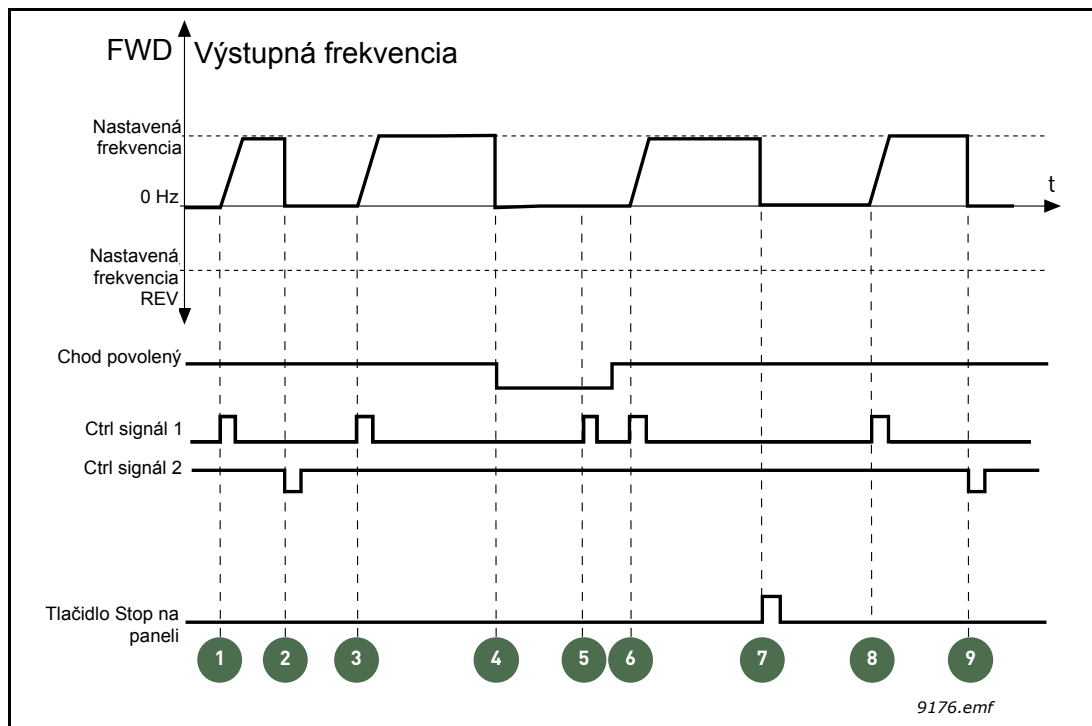 FWD
Výstupná frekvencia
Nastavená
frekvencia
0 Hz
t
Nastavená
frekvencia
REV
Chod povolený
Ctrl signál 1
Ctrl signál 2
Tlačidlo Stop na
paneli
1 2 3 4 5 6 7 8 9
9176.emf